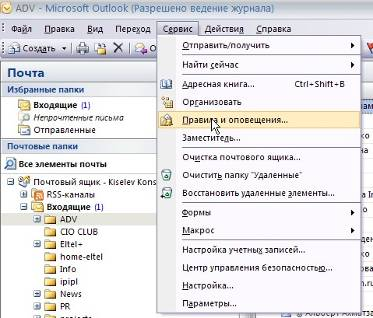 ADV - Microsoft Outlook (Разрешено ведение журнала)
Файл Правка Вид Переход Сервис Действия Справка
Создать
Отправить/получить
Найти сейчас
Адресная книга... Ctrl+Shift+B
Организовать
Правила и оповещения...
Заместитель...
Очистка почтового ящика...
Очистить папку "Удаленные"
Восстановить удаленные элементы...
Формы
Макрос
Настройка учетных записей...
Центр управления безопасностью...
Настройка...
Параметры...
Почта
Избранные папки
Входящие (1)
Непрочтенные письма
Отправленные
Почтовые папки
Все элементы почты
Почтовый ящик - Kiselev Kons
RSS-каналы
Входящие (1)
ADV
CIO CLUB
Eltel+
home-eltel
Info
ipipl
News
PR
projects